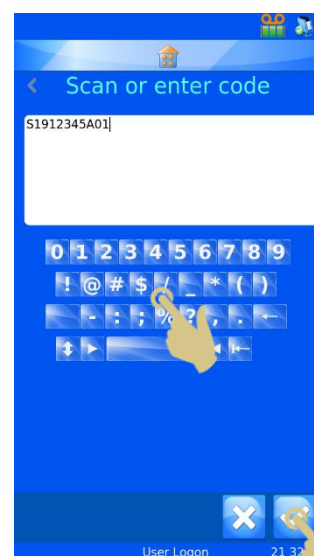 Scan or enter code
S1912345A01
0 1 2 3 4 5 6 7 8 9
! @ # $ / _ * ( )
- : ; % ? , . ←
User Logon 21 32